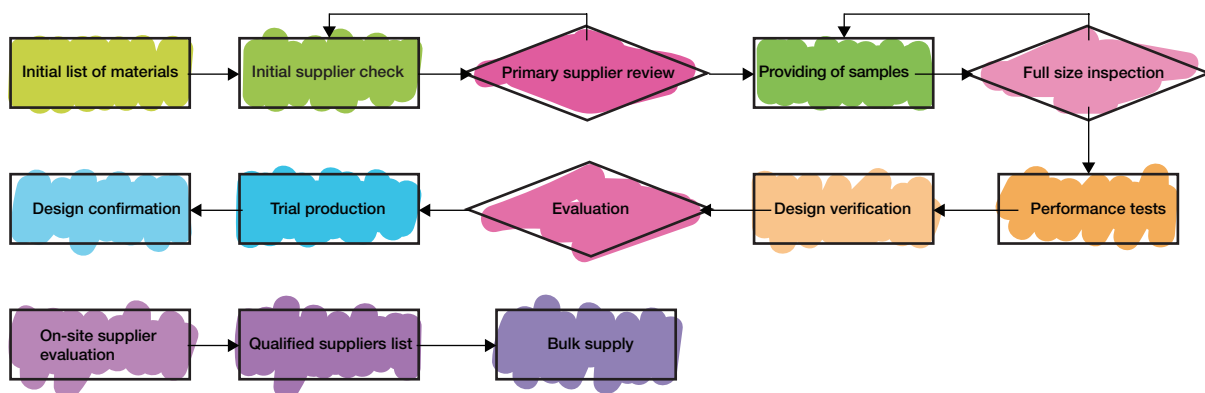 Initial list of materials
Initial supplier check
Primary supplier review
Providing of samples
Full size inspection
Design confirmation
Trial production
Evaluation
Design verification
Performance tests
On-site supplier
evaluation
Qualified suppliers list
Bulk supply